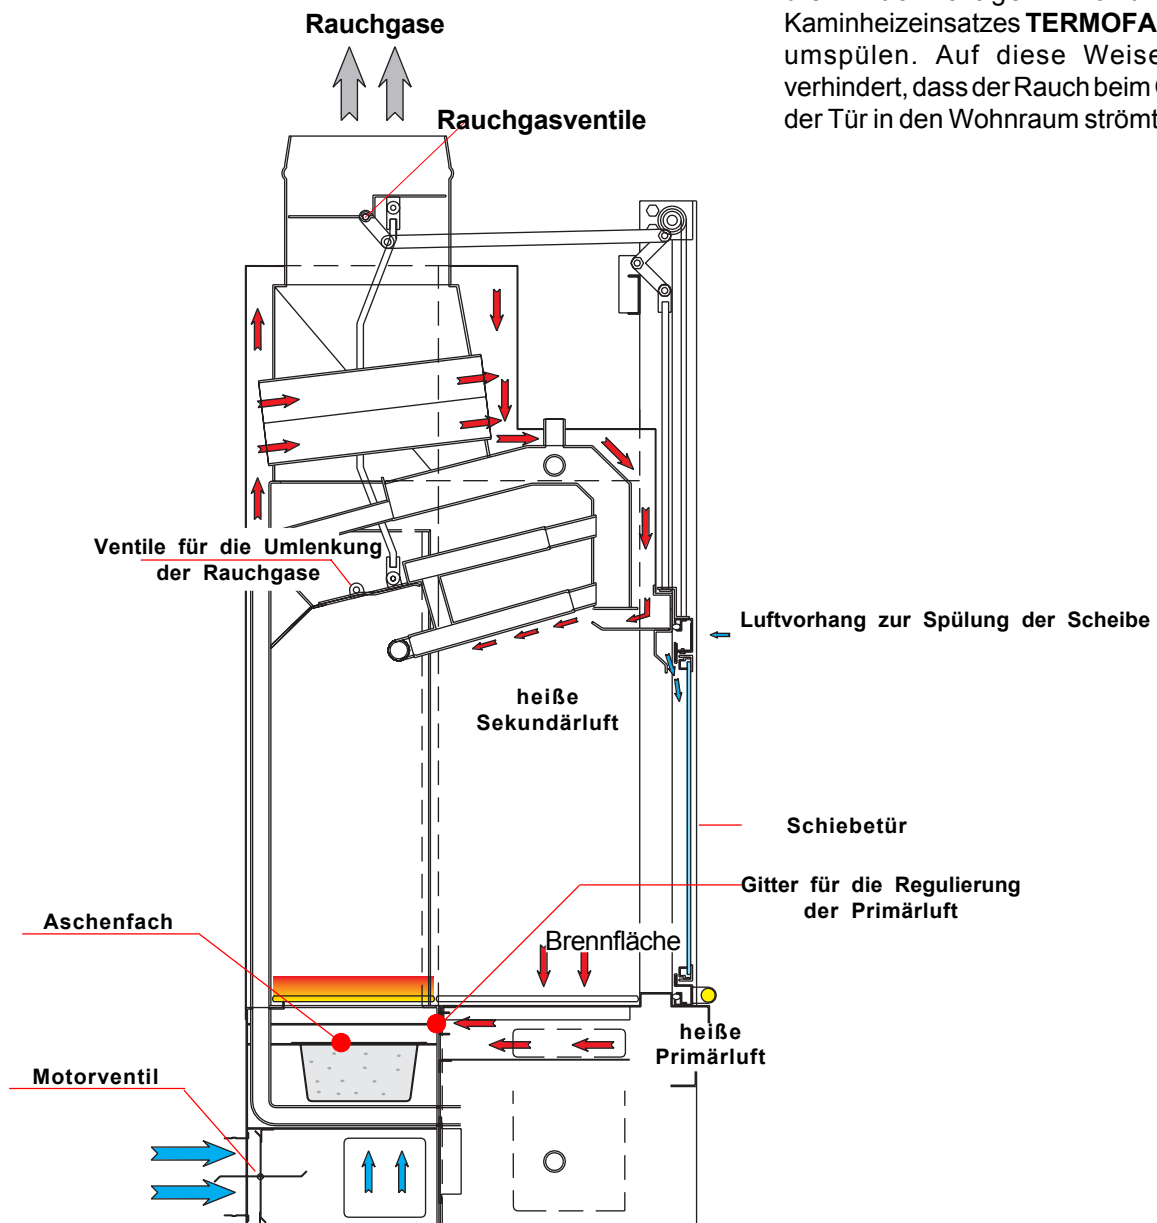 Kaminheizeinsatzes TERMOFA
umspülen. Auf diese Weise
verhindert, dass der Rauch beim
der Tür in den Wohnraum strömt
Rauchgase
Rauchgasventile
Ventile für die Umlenkung
der Rauchgase
Luftvorhang zur Spülung der Scheibe
heiße
Sekundärluft
Schiebetür
Gitter für die Regulierung
der Primärluft
Aschenfach
Brennfläche
heiße
Primärluft
Motorventil